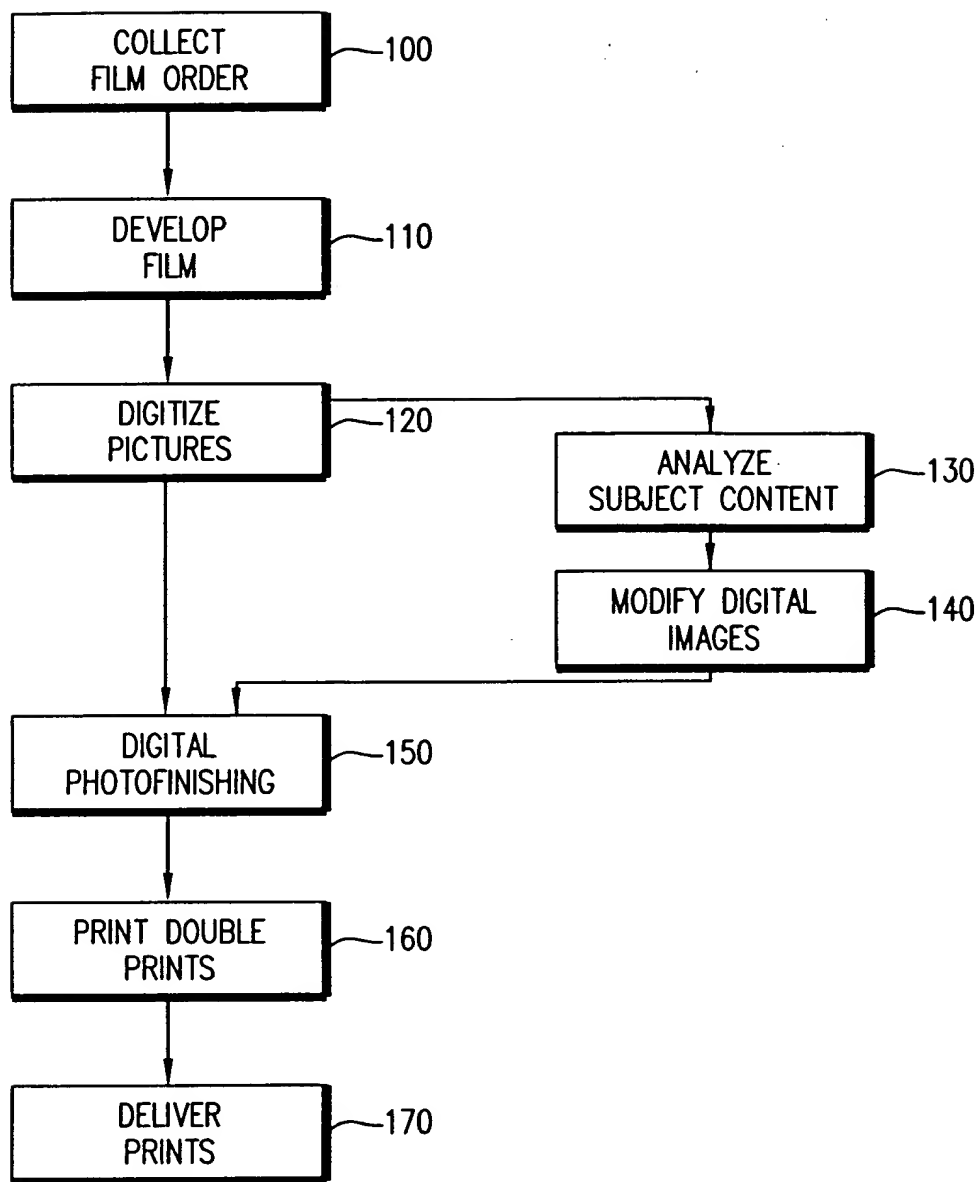 COLLECT
FILM ORDER
100
DEVELOP
FILM
110
DIGITIZE
PICTURES
120
ANALYZE
SUBJECT CONTENT
130
MODIFY DIGITAL
IMAGES
140
DIGITAL
PHOTOFINISHING
150
PRINT DOUBLE
PRINTS
160
DELIVER
PRINTS
170